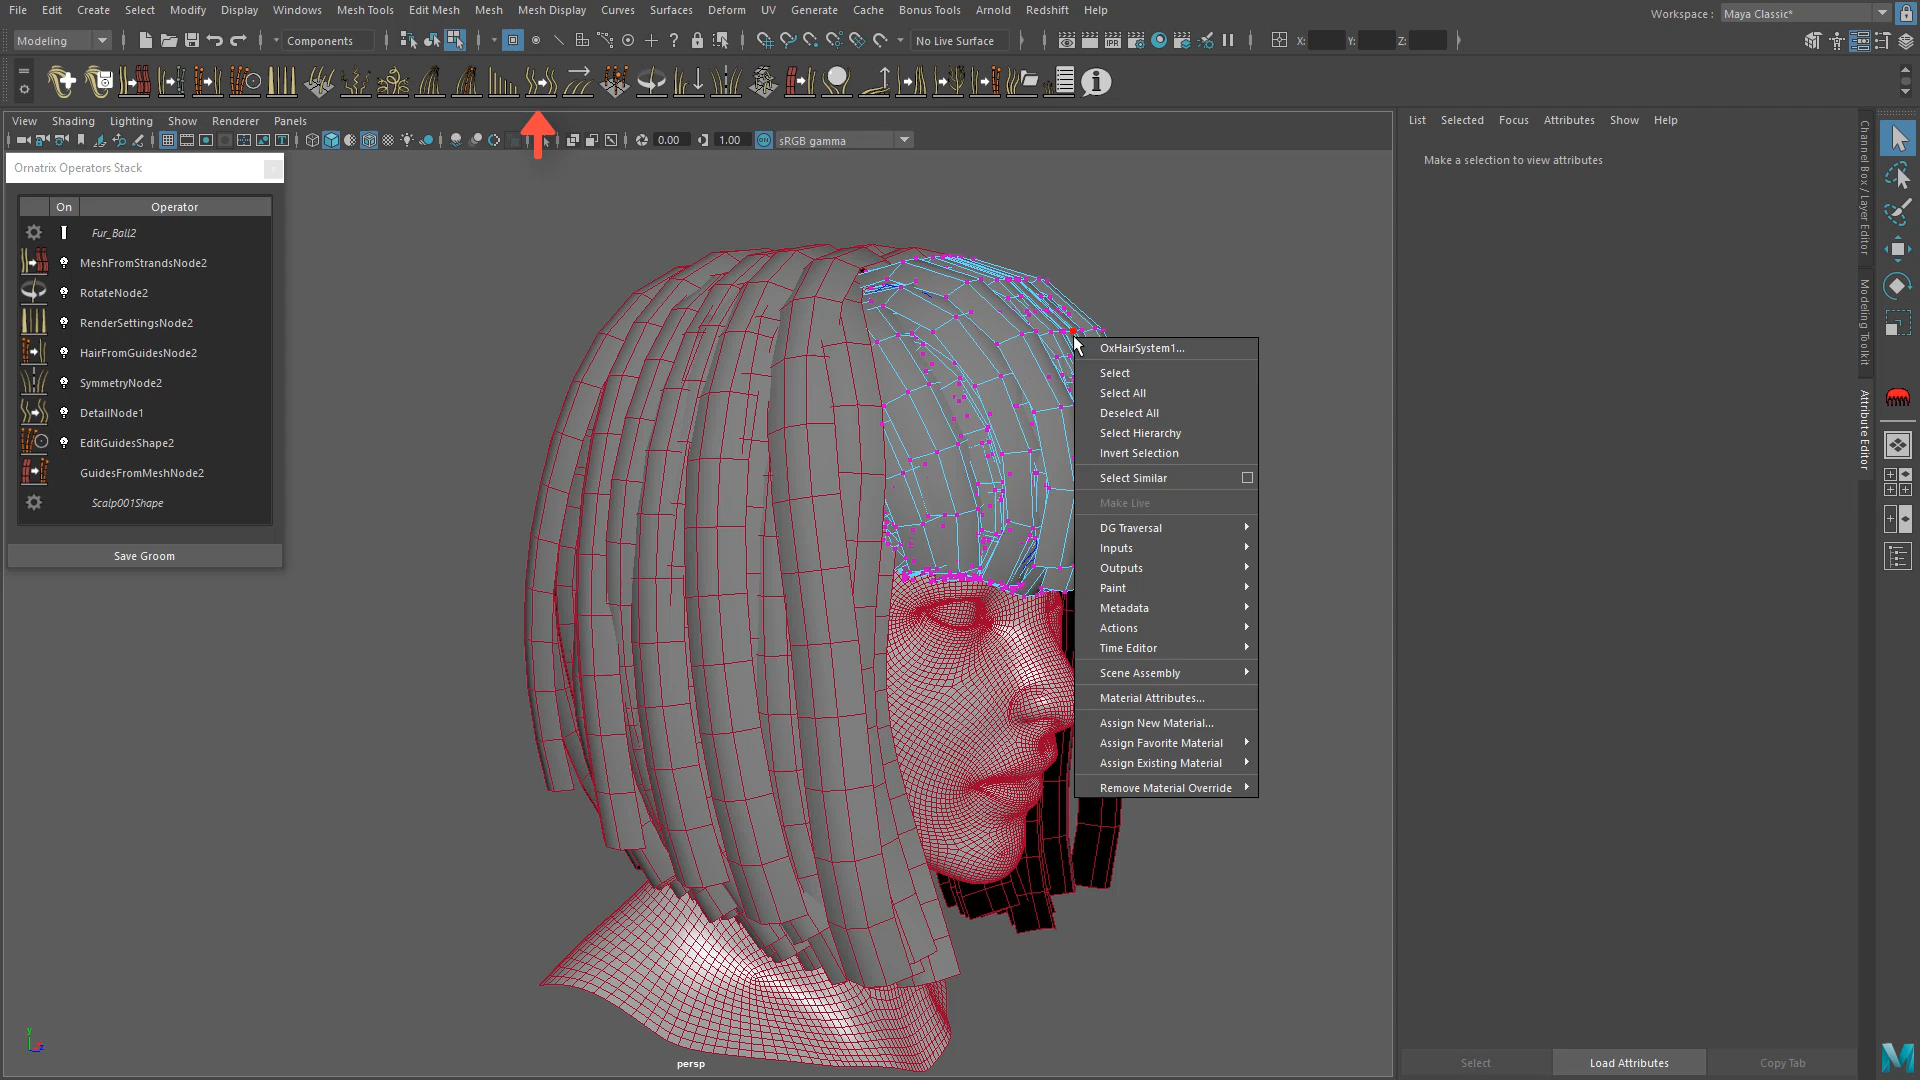 File Edit Create Select Modify Display Windows Mesh Tools Edit Mesh Mesh Mesh Display Curves Surfaces Deform UV Generate Cache Bonus Tools Arnold Redshift Help
Workspace : Maya Classic*
Modeling Components No Live Surface X: Y: Z:
IPR
View Shading Lighting Show Renderer Panels
0.00 1.00 sRGB gamma
List Selected Focus Attributes Show Help
Make a selection to view attributes
Ornatrix Operators Stack
On Operator
Fur_Ball2
MeshFromStrandsNode2
RotateNode2
RenderSettingsNode2
HairFromGuidesNode2
SymmetryNode2
DetailNode1
EditGuidesShape2
GuidesFromMeshNode2
Scalp001Shape
Save Groom
OxHairSystem1...
Select
Select All
Deselect All
Select Hierarchy
Invert Selection
Select Similar
Make Live
DG Traversal
Inputs
Outputs
Paint
Metadata
Actions
Time Editor
Scene Assembly
Material Attributes...
Assign New Material...
Assign Favorite Material
Assign Existing Material
Remove Material Override
Channel Box / Layer Editor
Modeling Toolkit
Attribute Editor
y
z
persp
Select Load Attributes Copy Tab
M